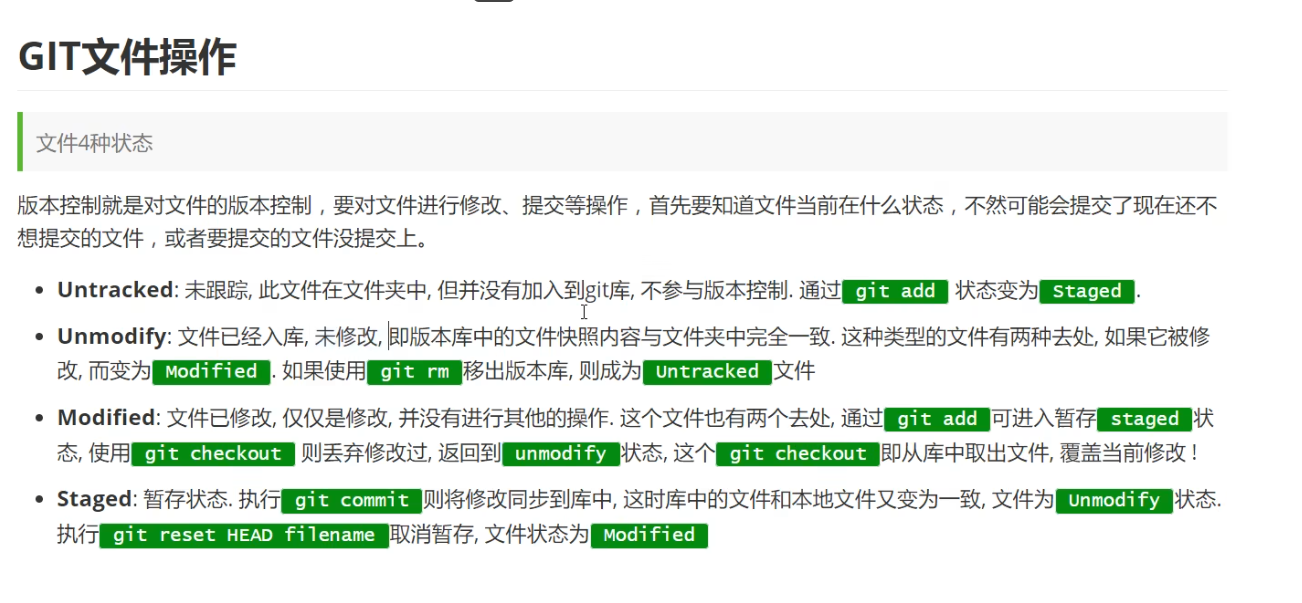 GIT文件操作
文件4种状态
版本控制就是对文件的版本控制，要对文件进行修改、提交等操作，首先要知道文件当前在什么状态，不然可能会提交了现在还不
想提交的文件，或者要提交的文件没提交上。
Untracked: 未跟踪, 此文件在文件夹中, 但并没有加入到git库, 不参与版本控制. 通过 git add 状态变为 Staged .
Unmodify: 文件已经入库, 未修改, 即版本库中的文件快照内容与文件夹中完全一致. 这种类型的文件有两种去处, 如果它被修
改, 而变为 Modified . 如果使用 git rm 移出版本库, 则成为 Untracked 文件
Modified: 文件已修改, 仅仅是修改, 并没有进行其他的操作. 这个文件也有两个去处, 通过 git add 可进入暂存 staged 状
态, 使用 git checkout 则丢弃修改过, 返回到 unmodify 状态, 这个 git checkout 即从库中取出文件, 覆盖当前修改 !
Staged: 暂存状态. 执行 git commit 则将修改同步到库中, 这时库中的文件和本地文件又变为一致, 文件为 Unmodify 状态.
执行 git reset HEAD filename 取消暂存, 文件状态为 Modified